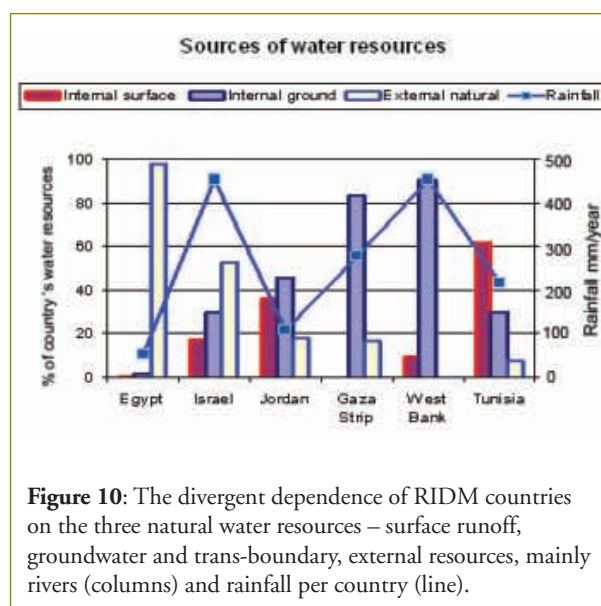 Sources of water resources
Internal surface Internal ground External natural Rainfall
% of country's water resources
100
80
60
40
20
0
500
400
300
200
100
0
Rainfall mm/year
Egypt Israel Jordan Gaza Strip West Bank Tunisia
Figure 10: The divergent dependence of RIDM countries
on the three natural water resources – surface runoff,
groundwater and trans-boundary, external resources, mainly
rivers (columns) and rainfall per country (line).